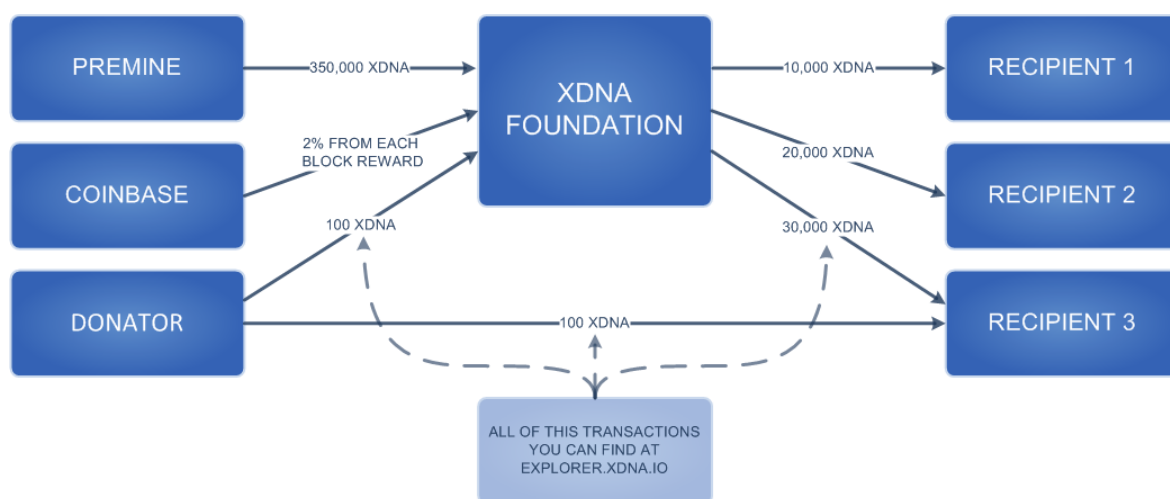 PREMINE
350,000 XDNA
XDNA
FOUNDATION
10,000 XDNA
RECIPIENT 1
COINBASE
2% FROM EACH
BLOCK REWARD
20,000 XDNA
RECIPIENT 2
DONATOR
100 XDNA
30,000 XDNA
100 XDNA
RECIPIENT 3
ALL OF THIS TRANSACTIONS
YOU CAN FIND AT
EXPLORER.XDNA.IO